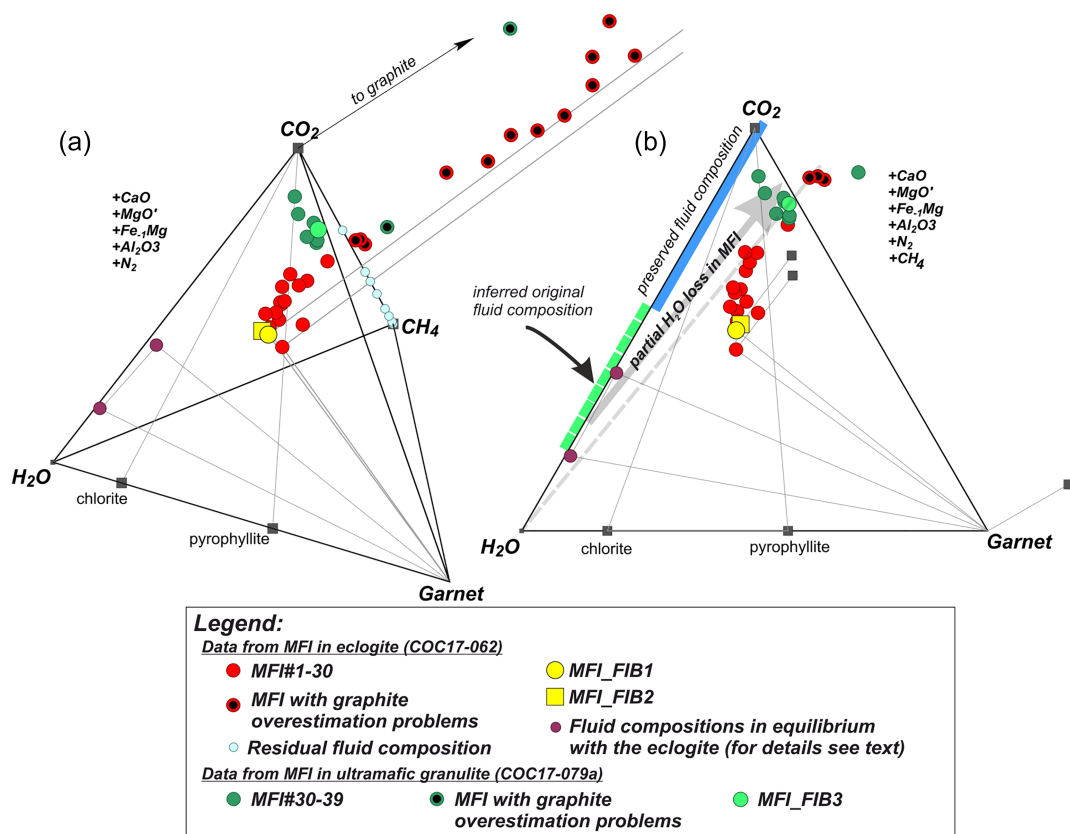 to graphite
(a)
CO2
+CaO
+MgO'
+Fe-1Mg
+Al2O3
+N2
CH4
H2O
chlorite
pyrophyllite
Garnet
(b)
CO2
preserved fluid composition
+CaO
+MgO'
+Fe-1Mg
+Al2O3
+N2
+CH4
inferred original
fluid composition
partial H2O loss in MFI
H2O
chlorite
pyrophyllite
Garnet
Legend:
Data from MFI in eclogite (COC17-062)
MFI#1-30
MFI with graphite
overestimation problems
Residual fluid composition
MFI_FIB1
MFI_FIB2
Fluid compositions in equilibrium
with the eclogite (for details see text)
Data from MFI in ultramafic granulite (COC17-079a)
MFI#30-39
MFI with graphite
overestimation problems
MFI_FIB3